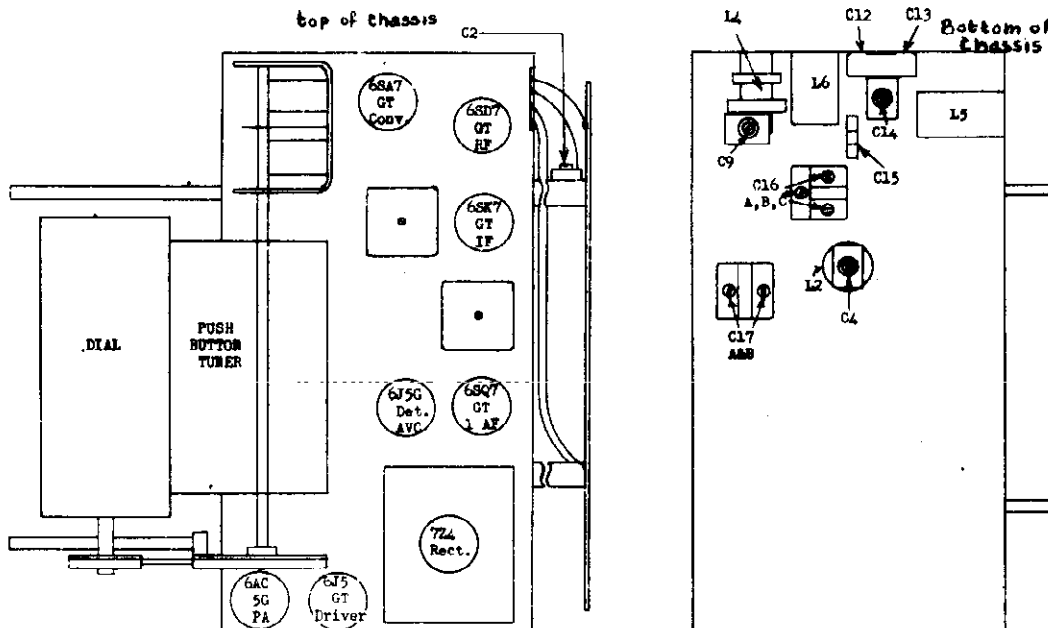 top of chassis
C2
6SA7
GT
Conv.
6SD7
GT
RF
6SK7
GT
IF
DIAL
PUSH
BUTTON
TUNER
6J5G
Det.
AVC
6SQ7
GT
1 AF
7Z4
Rect.
6AC
5G
PA
6J5
GT
Driver
Bottom of
Chassis
L4
C12
C13
L6
C14
L5
C9
C15
C16
A,B,C
L2
C4
C17
A&B